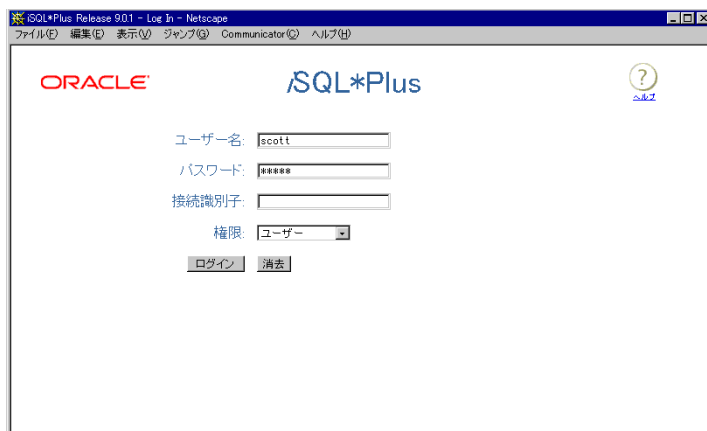 iSQL*Plus Release 9.0.1 - Log In - Netscape
ファイル(F) 編集(E) 表示(V) ジャンプ(G) Communicator(C) ヘルプ(H)
ORACLE
iSQL*Plus
?
ヘルプ
ユーザー名: scott
パスワード: *****
接続識別子:
権限: ユーザー
ログイン 消去